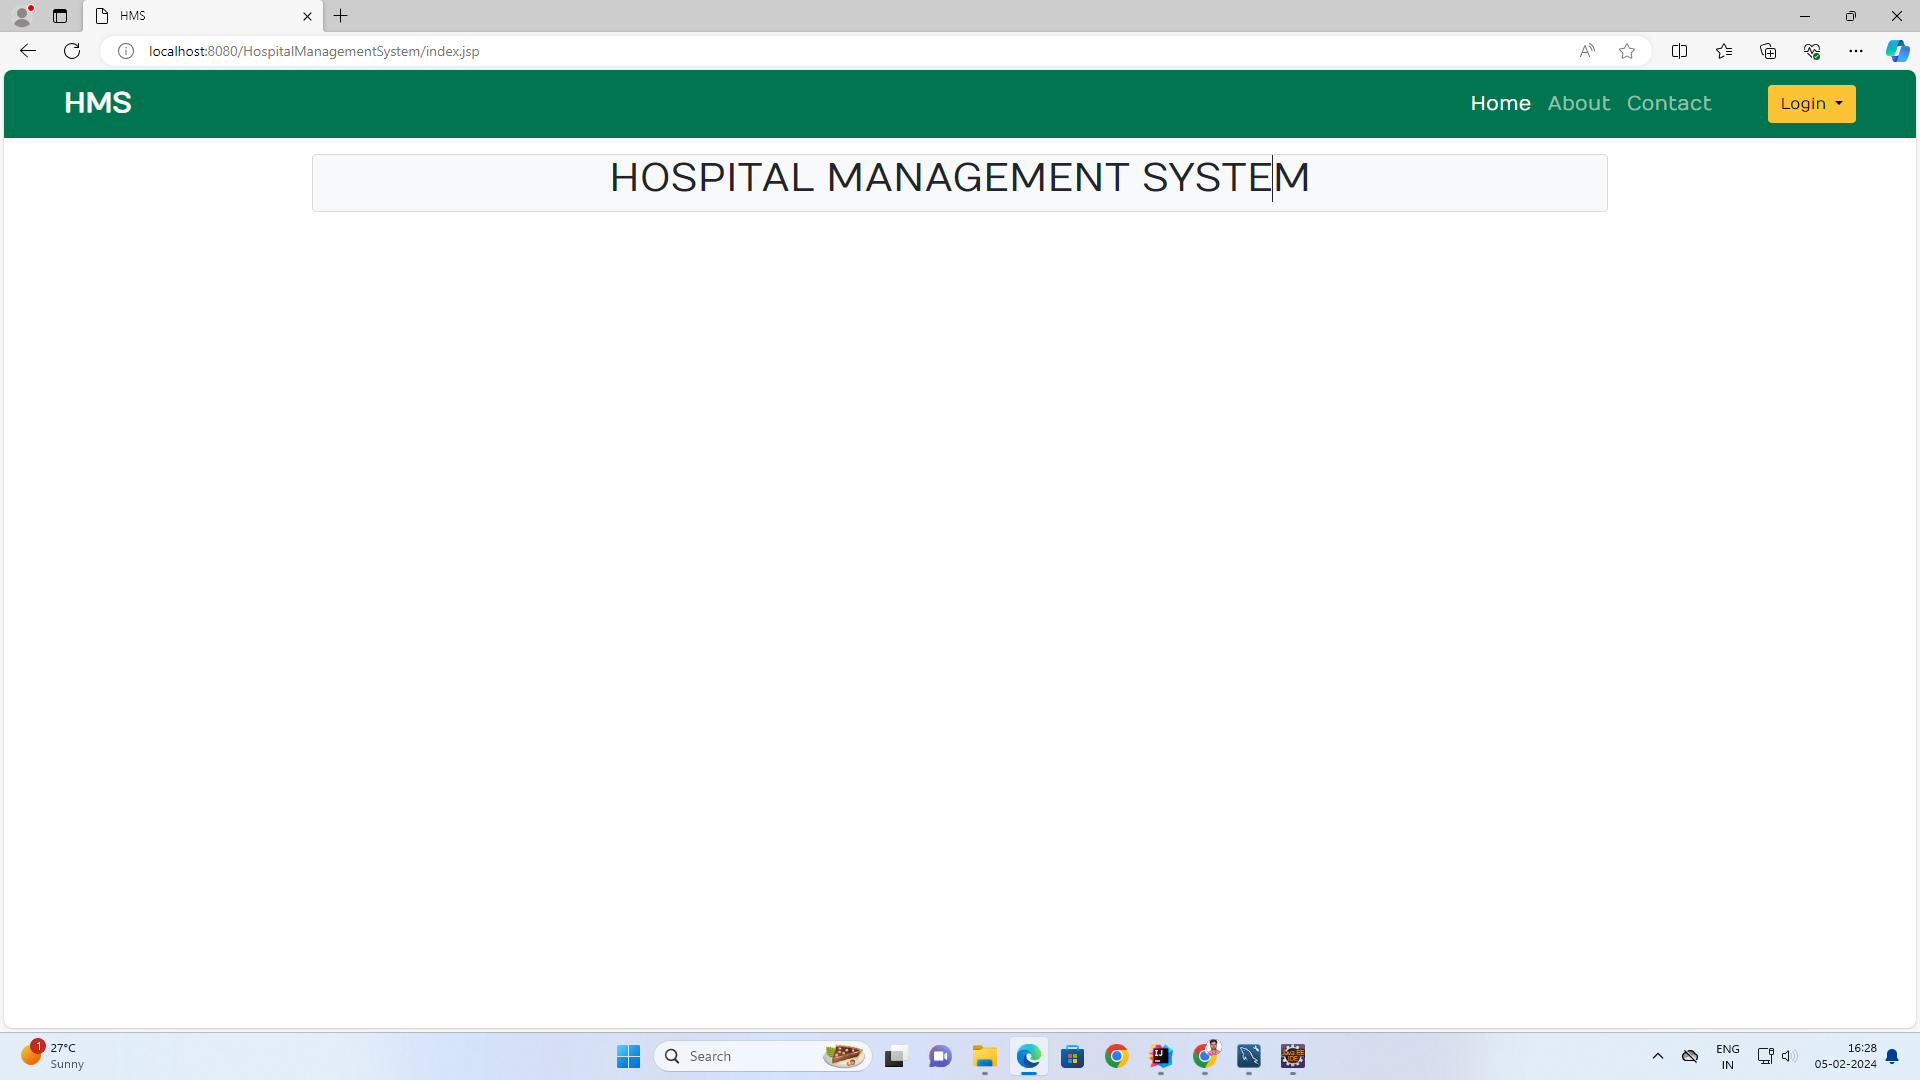 HMS
localhost:8080/HospitalManagementSystem/index.jsp
HMS
Home About Contact Login
HOSPITAL MANAGEMENT SYSTEM
1
27°C
Sunny
Search
ENG
IN
16:28
05-02-2024